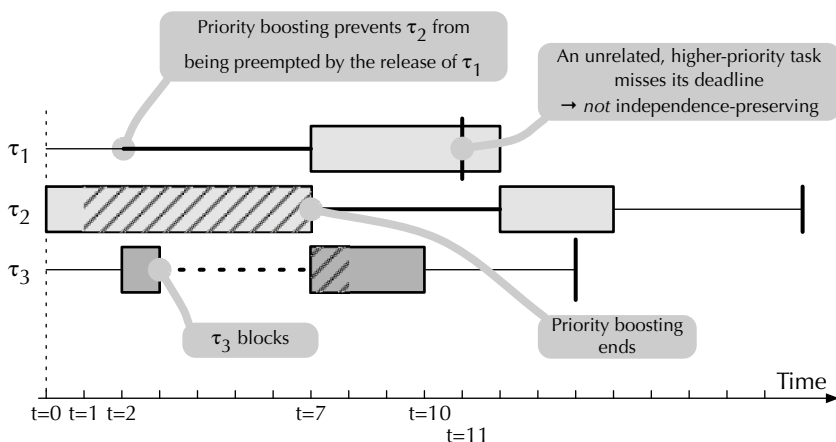 Priority boosting prevents τ2 from
being preempted by the release of τ1
An unrelated, higher-priority task
misses its deadline
→ not independence-preserving
τ1
τ2
τ3
τ3 blocks
Priority boosting
ends
Time
t=0 t=1 t=2 t=7 t=10
t=11